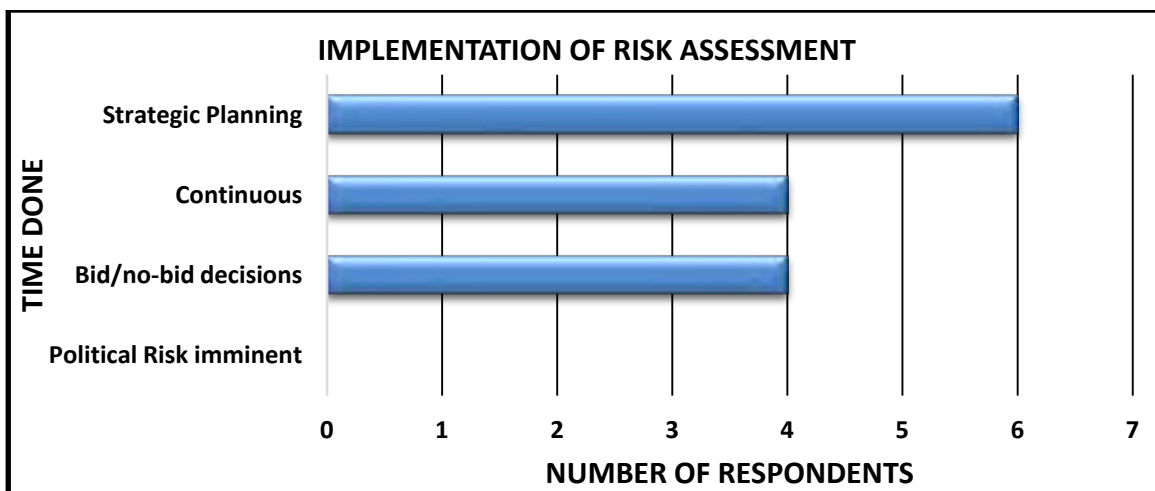 IMPLEMENTATION OF RISK ASSESSMENT
TIME DONE
Strategic Planning
Continuous
Bid/no-bid decisions
Political Risk imminent
0 1 2 3 4 5 6 7
NUMBER OF RESPONDENTS